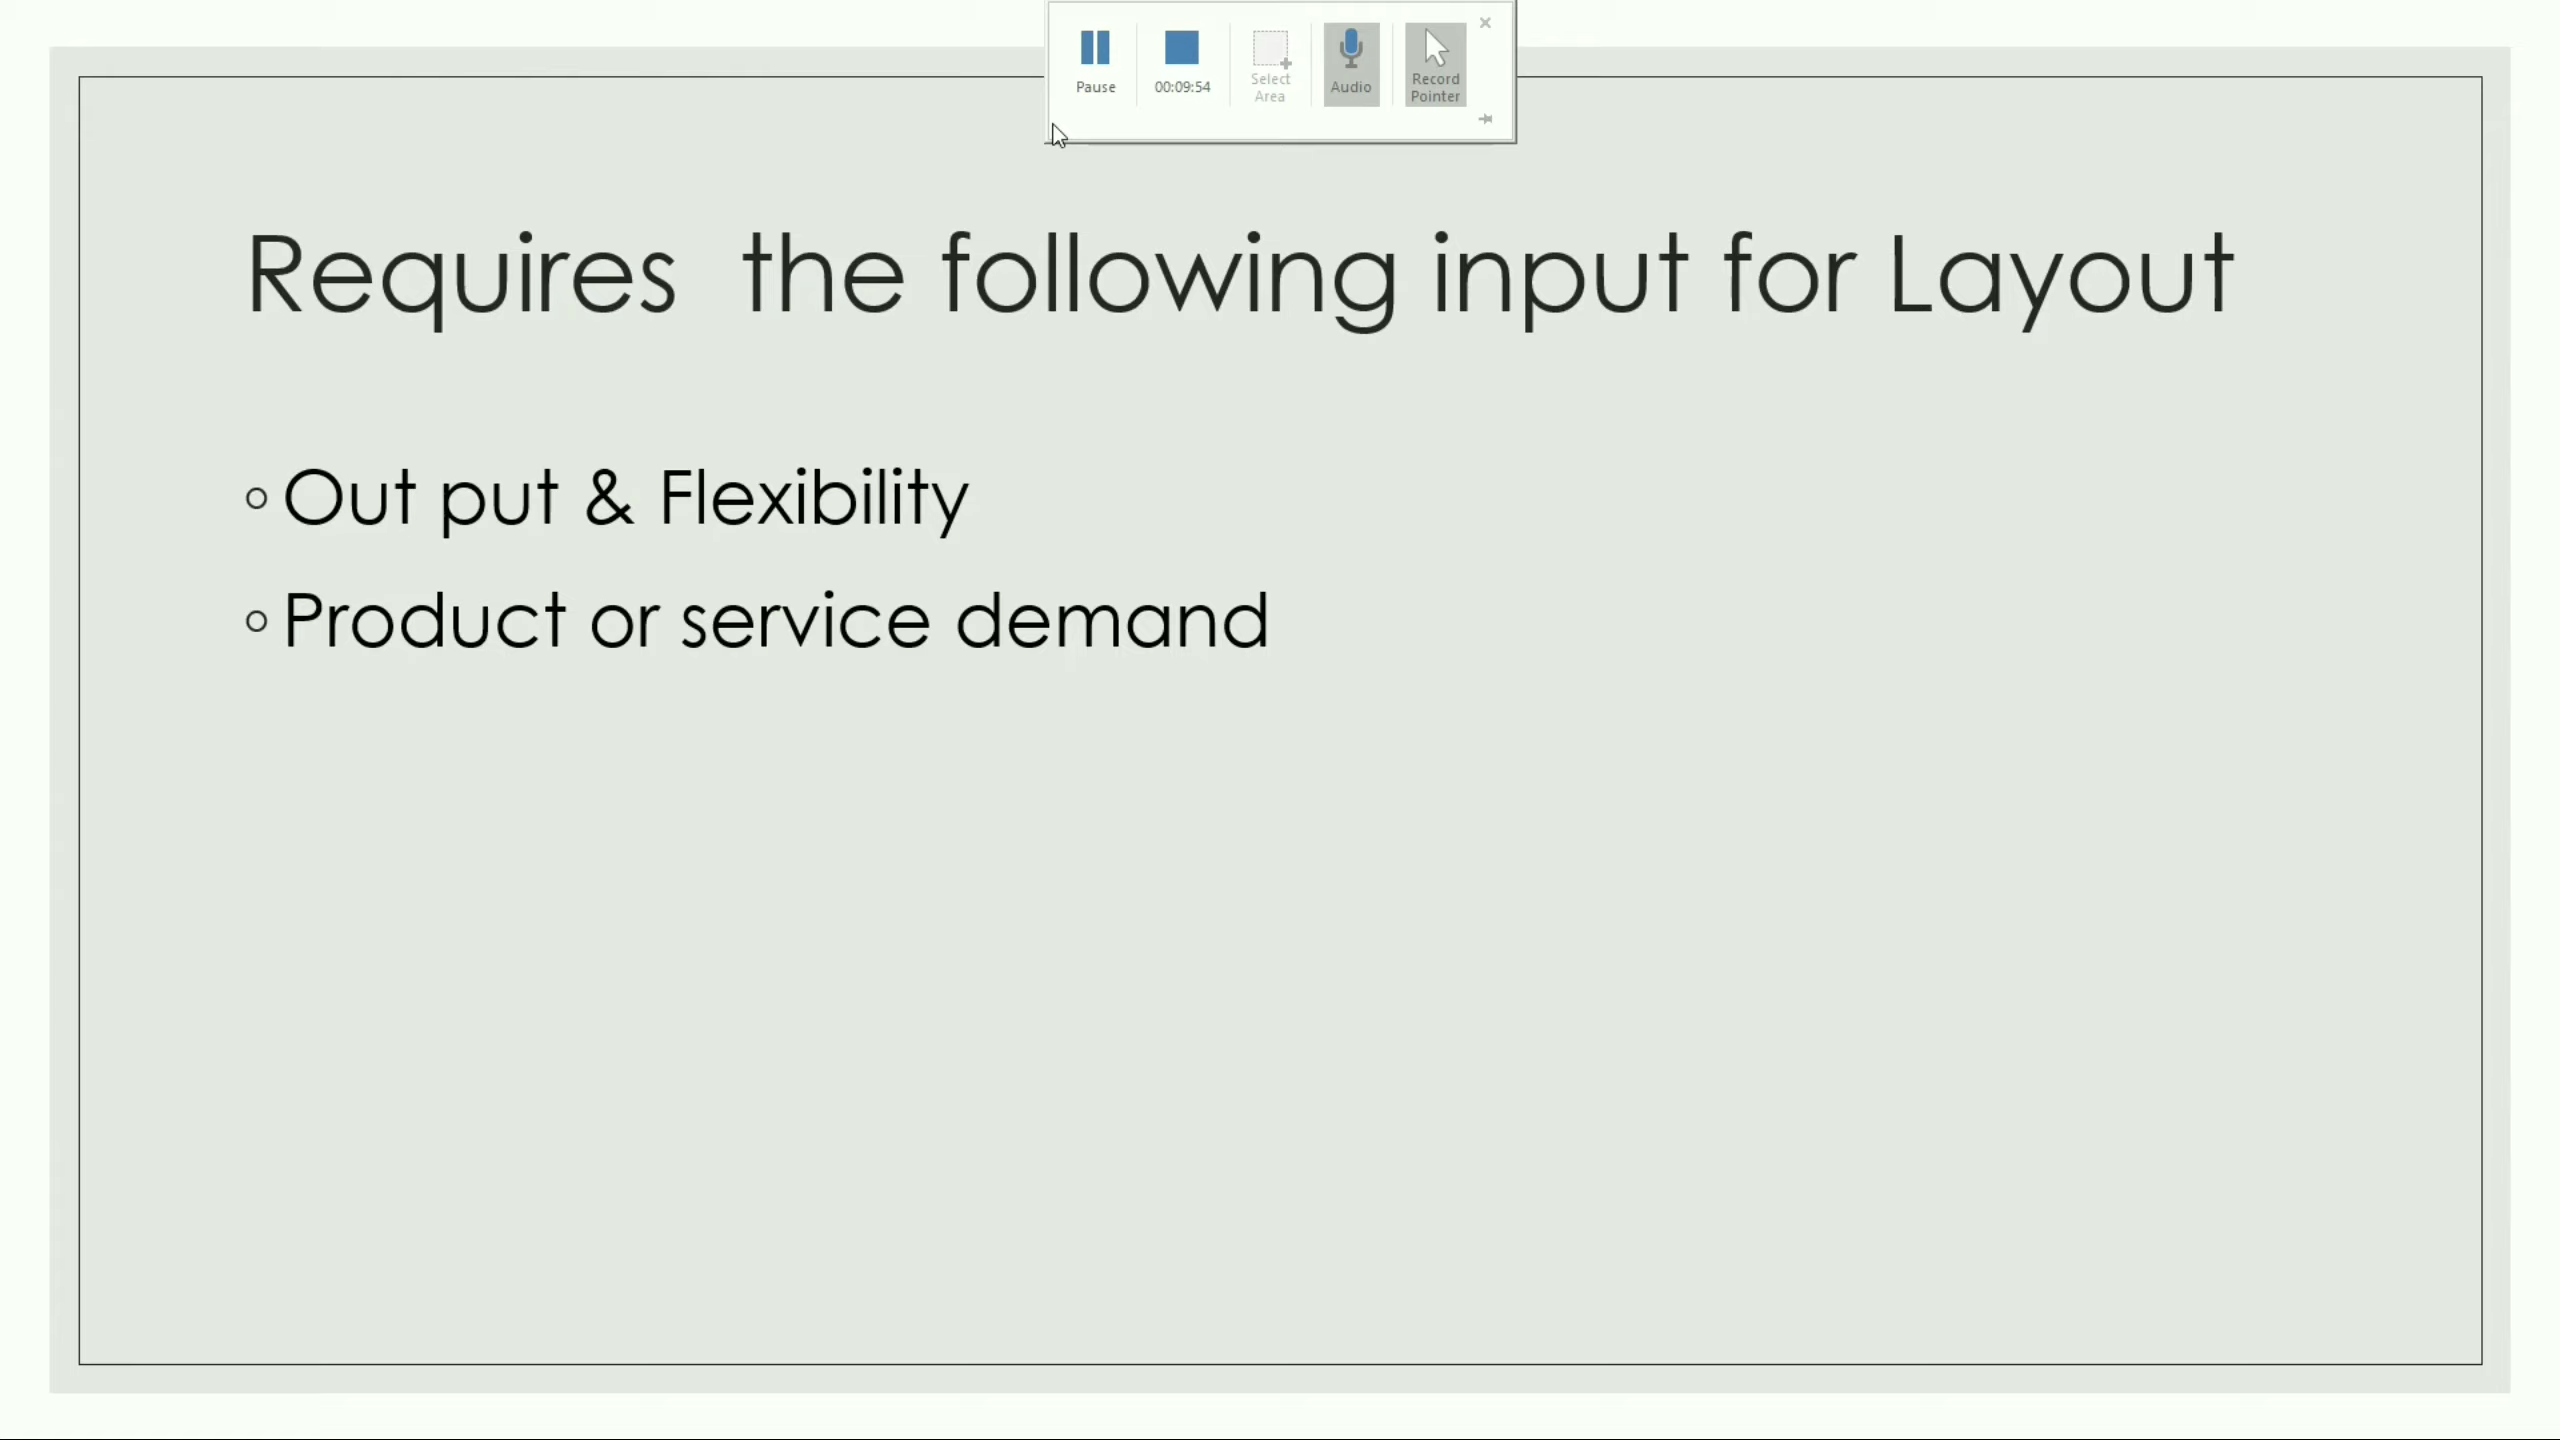 Pause
00:09:54
Select
Area
Audio
Record
Pointer
Requires  the following input for Layout
Out put & Flexibility
Product or service demand